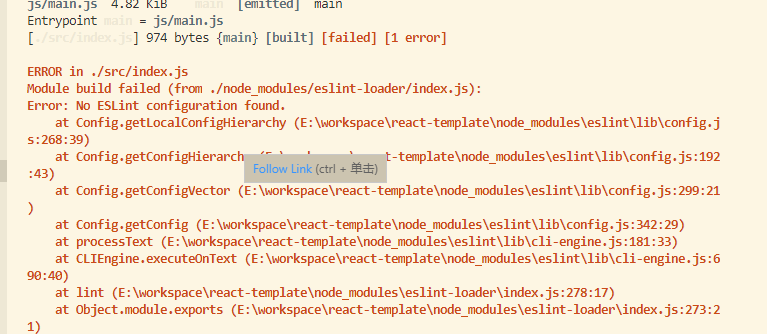 js/main.js  4.82 KiB    main  [emitted]  main
Entrypoint main = js/main.js
[./src/index.js] 974 bytes {main} [built] [failed] [1 error]
ERROR in ./src/index.js
Module build failed (from ./node_modules/eslint-loader/index.js):
Error: No ESLint configuration found.
    at Config.getLocalConfigHierarchy (E:\workspace\react-template\node_modules\eslint\lib\config.j
s:268:39)
    at Config.getConfigHierarch react-template\node_modules\eslint\lib\config.js:192
Follow Link (ctrl + 单击)
:43)
    at Config.getConfigVector (E:\workspace\react-template\node_modules\eslint\lib\config.js:299:21
)
    at Config.getConfig (E:\workspace\react-template\node_modules\eslint\lib\config.js:342:29)
    at processText (E:\workspace\react-template\node_modules\eslint\lib\cli-engine.js:181:33)
    at CLIEngine.executeOnText (E:\workspace\react-template\node_modules\eslint\lib\cli-engine.js:6
90:40)
    at lint (E:\workspace\react-template\node_modules\eslint-loader\index.js:278:17)
    at Object.module.exports (E:\workspace\react-template\node_modules\eslint-loader\index.js:273:2
1)